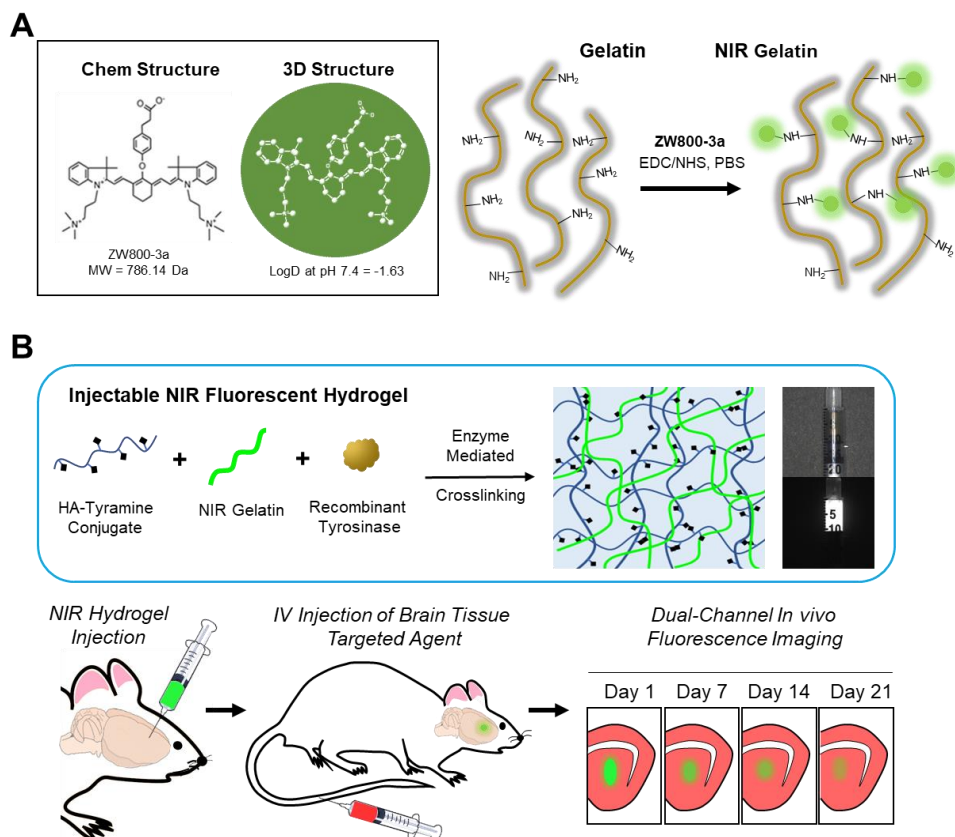 A
Chem Structure
3D Structure
O
O-
OH
O
N+
N
N+
N+
ZW800-3a
MW = 786.14 Da
LogD at pH 7.4 = -1.63
Gelatin
NIR Gelatin
NH2
NH2
NH2
NH2
NH2
NH2
NH2
NH2
ZW800-3a
EDC/NHS, PBS
NH2
NH
NH
NH
NH2
NH
NH
NH
NH2
NH2
B
Injectable NIR Fluorescent Hydrogel
+
+
HA-Tyramine
Conjugate
NIR Gelatin
Recombinant
Tyrosinase
Enzyme
Mediated
Crosslinking
20
5
10
NIR Hydrogel
Injection
IV Injection of Brain Tissue
Targeted Agent
Dual-Channel In vivo
Fluorescence Imaging
Day 1
Day 7
Day 14
Day 21